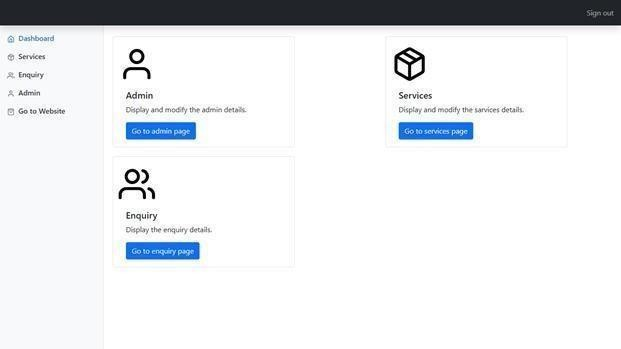 Sign out
Dashboard
Services
Enquiry
Admin
Go to Website
Admin
Display and modify the admin details.
Go to admin page
Services
Display and modify the sarvices details.
Go to services page
Enquiry
Display the enquiry details.
Go to enquiry page